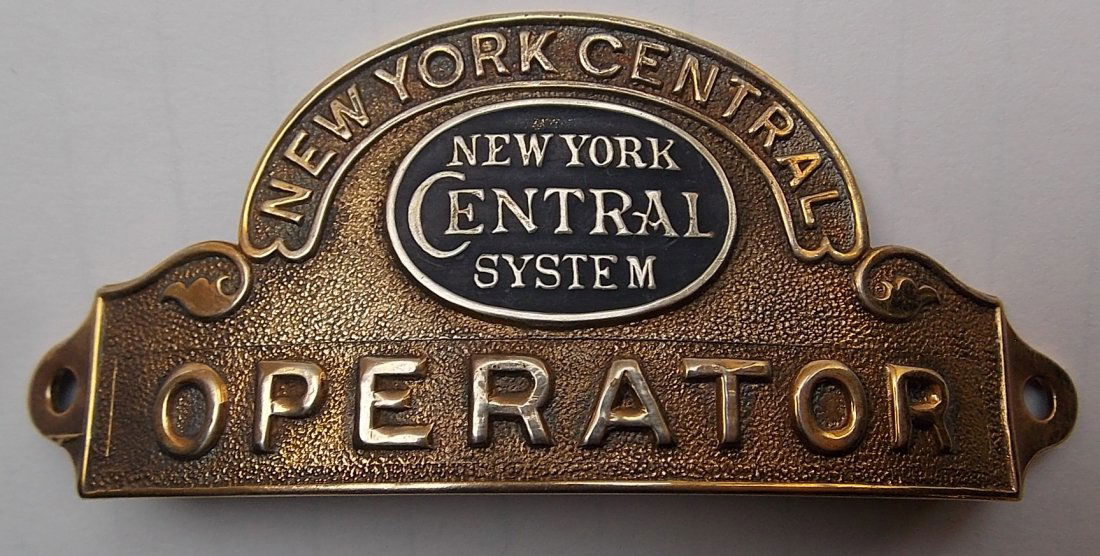 NEW YORK CENTRAL
NEW YORK
CENTRAL
SYSTEM
OPERATOR